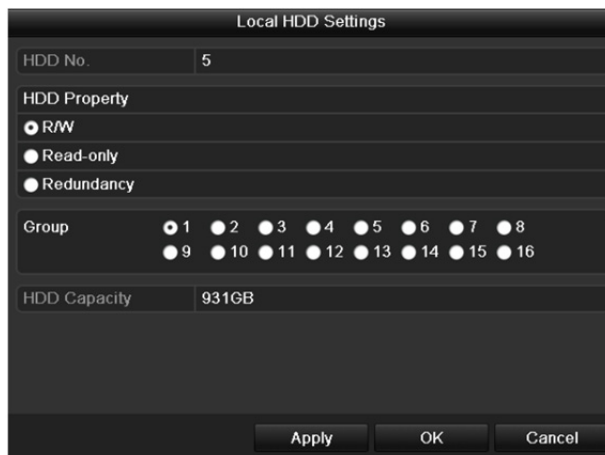 Local HDD Settings
HDD No. 5
HDD Property
R/W
Read-only
Redundancy
Group 1 2 3 4 5 6 7 8
9 10 11 12 13 14 15 16
HDD Capacity 931GB
Apply OK Cancel